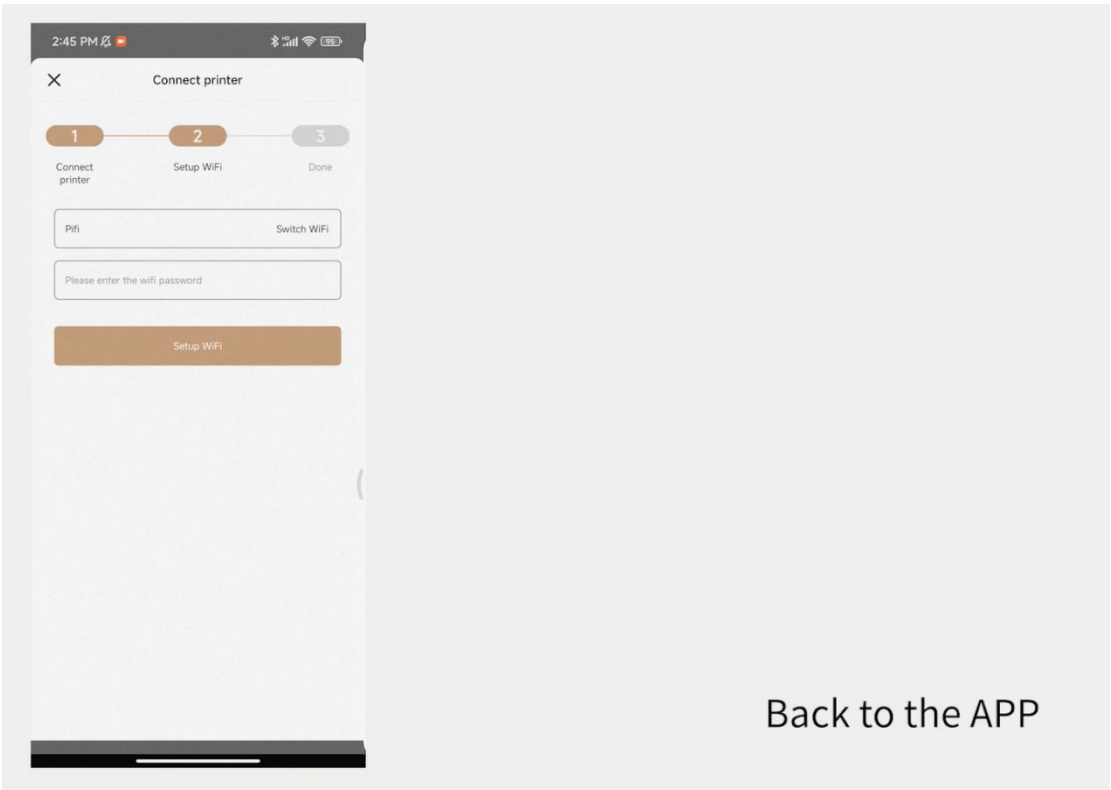 2:45 PM
95
Connect printer
1
2
3
Connect
printer
Setup WiFi
Done
Pifi
Switch WiFi
Please enter the wifi password
Setup WiFi
Back to the APP